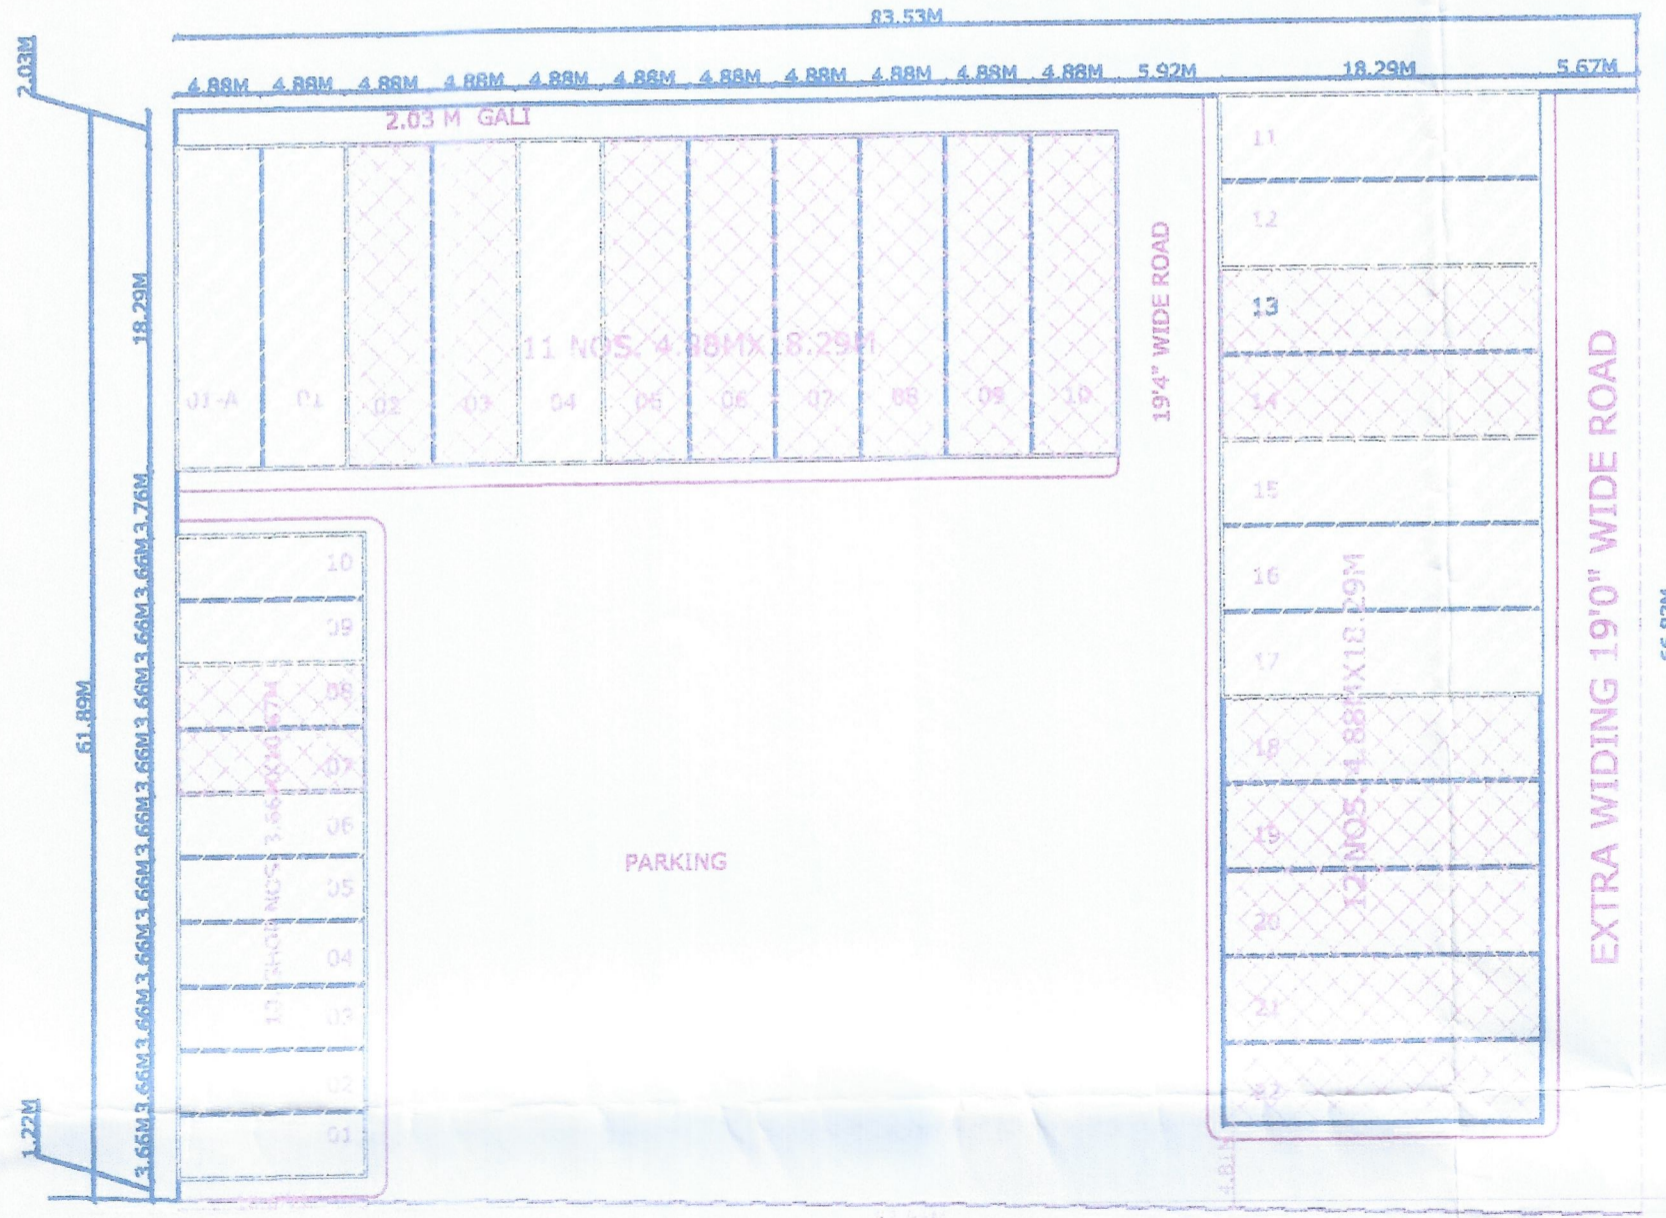 83.53M
2.03M
4.88M 4.88M 4.88M 4.88M 4.88M 4.88M 4.88M 4.88M 4.88M 4.88M 4.88M 5.92M 18.29M 5.67M
2.03 M GALI
11
12
13
14
15
16
17
18
19
20
21
12 NOS. 4.88MX18.29M
19'4" WIDE ROAD
EXTRA WIDING 19'0" WIDE ROAD
18.29M
11 NOS. 4.88MX 8.29M
01-A 01 02 03 04 05 06 07 08 09 10
61.89M
3.76M
3.66M
3.66M
3.66M
3.66M
3.66M
3.66M
3.66M
3.66M
3.66M
3.66M
10
09
08
07
06
05
04
03
02
01
PARKING
1.22M
4.81M